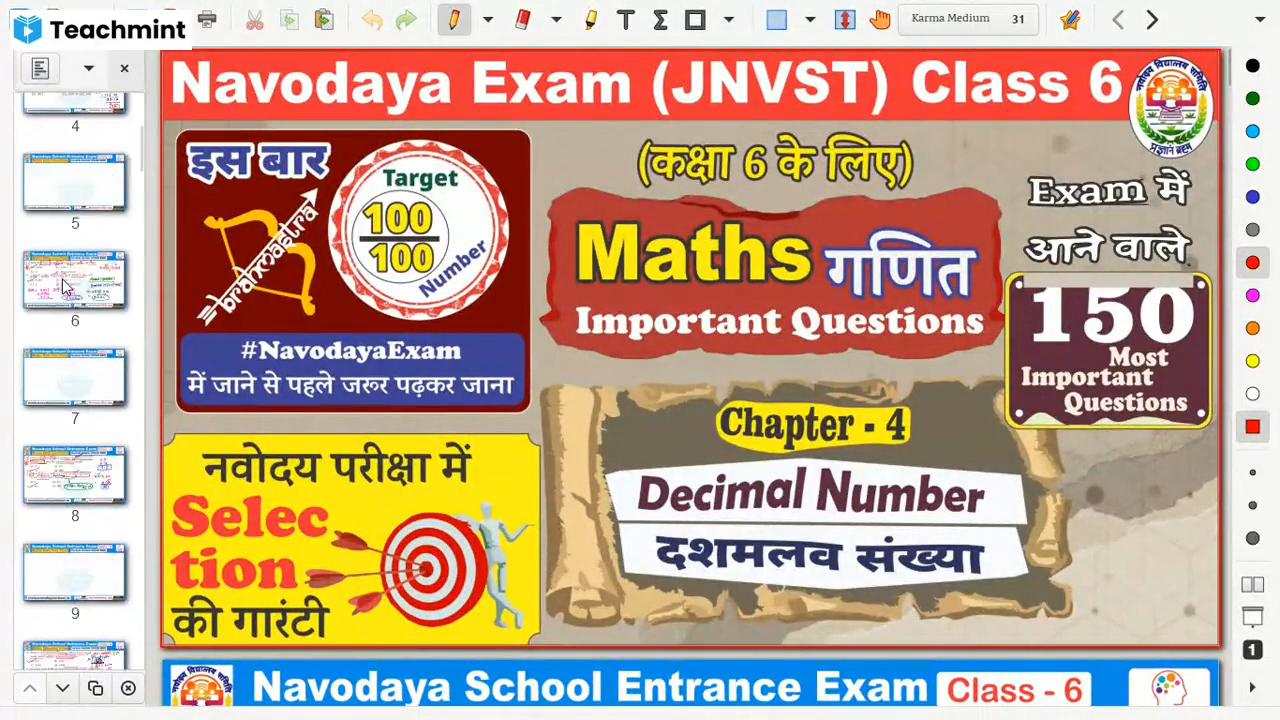 Teachmint
Karma Medium 31
4
5
6
7
8
9
Navodaya Exam (JNVST) Class 6
इस बार
Target
100
100
Number
brahmastra
#NavodayaExam
में जाने से पहले जरूर पढ़कर जाना
(कक्षा 6 के लिए)
Maths गणित
Important Questions
Exam में
आने वाले
150
Most
Important
Questions
Chapter - 4
Decimal Number
दशमलव संख्या
नवोदय परीक्षा में
Selec
tion
की गारंटी
Navodaya School Entrance Exam Class - 6
1